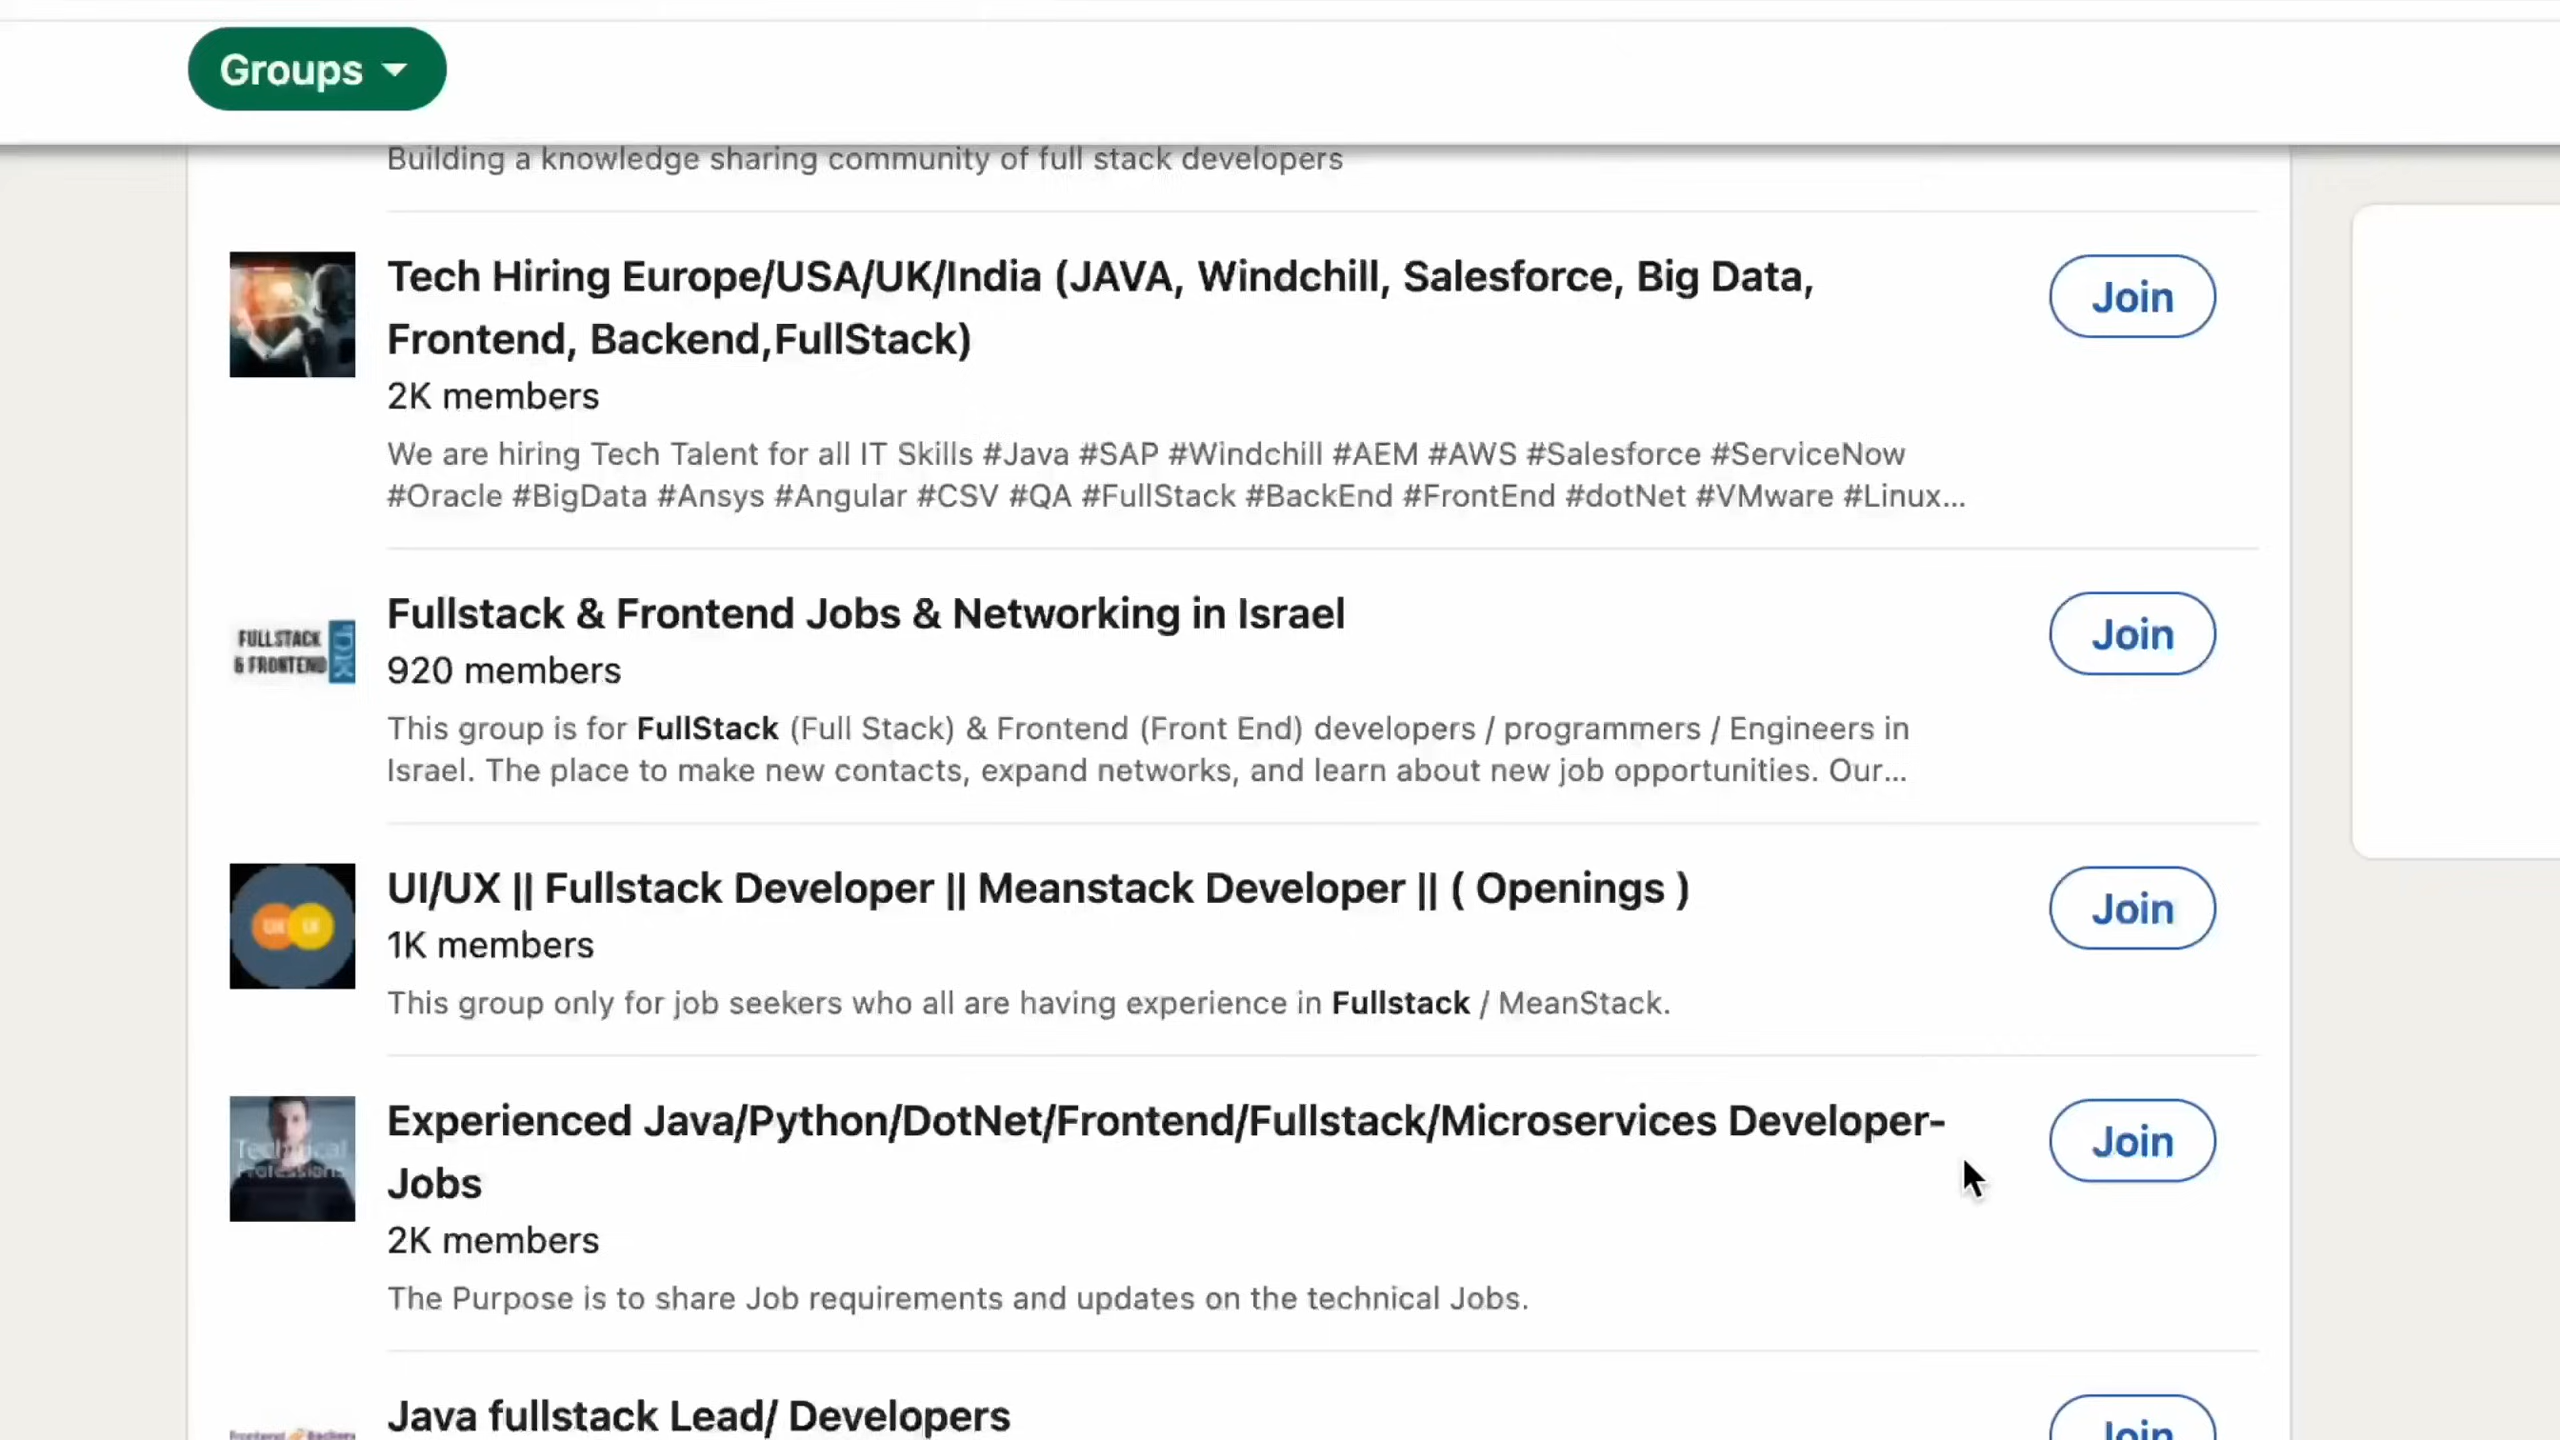 Groups
Building a knowledge sharing community of full stack developers
Tech Hiring Europe/USA/UK/India (JAVA, Windchill, Salesforce, Big Data,
Frontend, Backend,FullStack)
Join
2K members
We are hiring Tech Talent for all IT Skills #Java #SAP #Windchill #AEM #AWS #Salesforce #ServiceNow
#Oracle #BigData #Ansys #Angular #CSV #QA #FullStack #BackEnd #FrontEnd #dotNet #VMware #Linux...
FULLSTACK
& FRONTEND
Fullstack & Frontend Jobs & Networking in Israel
Join
920 members
This group is for FullStack (Full Stack) & Frontend (Front End) developers / programmers / Engineers in
Israel. The place to make new contacts, expand networks, and learn about new job opportunities. Our...
UX UI
UI/UX || Fullstack Developer || Meanstack Developer || ( Openings )
Join
1K members
This group only for job seekers who all are having experience in Fullstack / MeanStack.
Technical
Professionals
Experienced Java/Python/DotNet/Frontend/Fullstack/Microservices Developer-
Jobs
Join
2K members
The Purpose is to share Job requirements and updates on the technical Jobs.
Java fullstack Lead/ Developers
Join